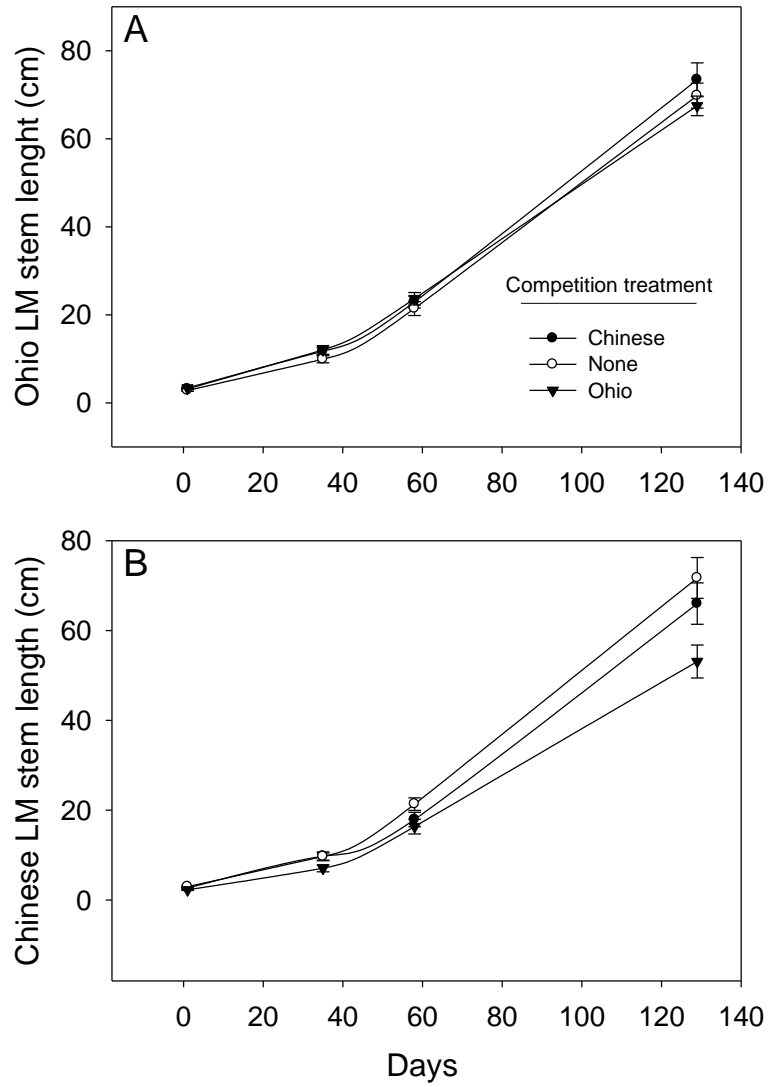 A
Ohio LM stem lenght (cm)
80
60
40
20
0
Competition treatment
Chinese
None
Ohio
0 20 40 60 80 100 120 140
B
Chinese LM stem length (cm)
80
60
40
20
0
0 20 40 60 80 100 120 140
Days